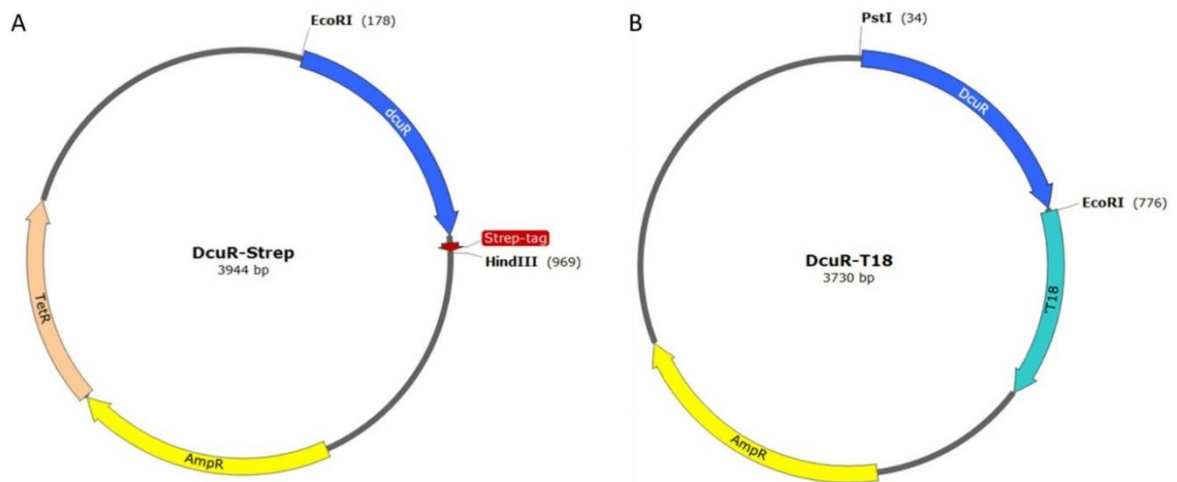 A
EcoRI (178)
dcuR
Strep-tag
HindIII (969)
DcuR-Strep
3944 bp
TetR
AmpR
B
PstI (34)
DcuR
EcoRI (776)
DcuR-T18
3730 bp
'T18
AmpR